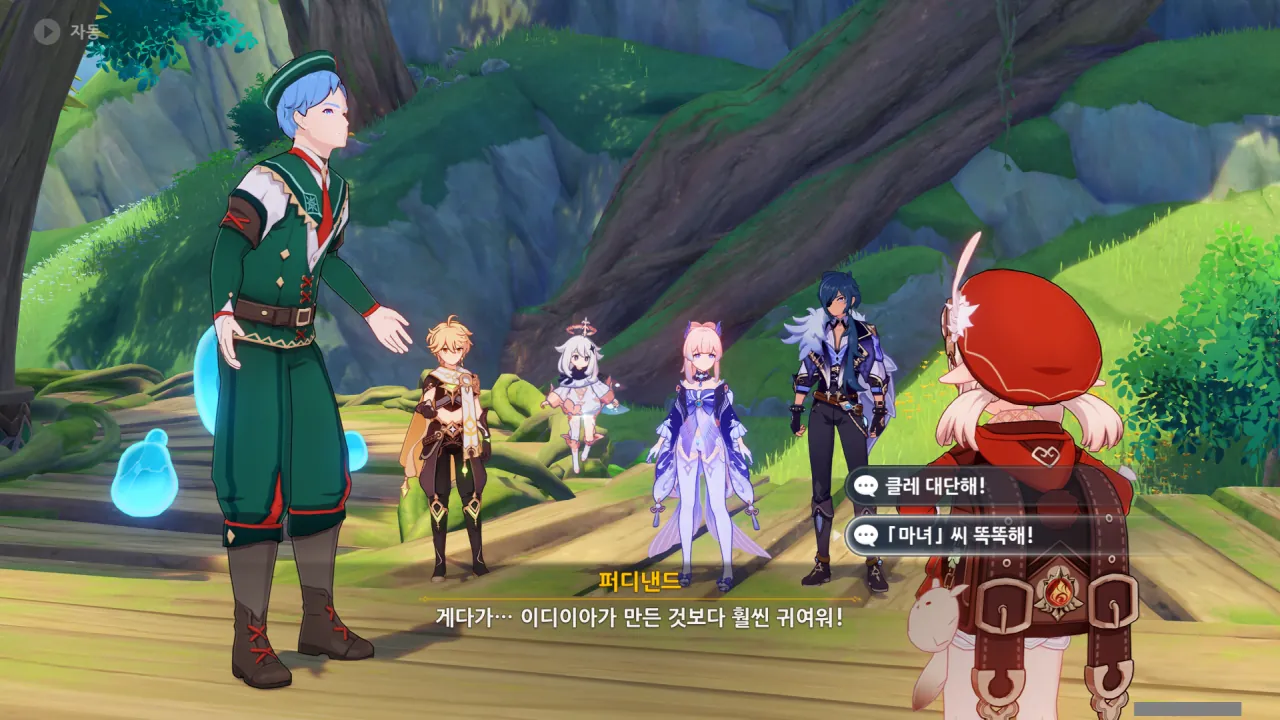 자동
클레 대단해!
「마녀」 씨 똑똑해!
퍼디낸드
게다가… 이디이아가 만든 것보다 훨씬 귀여워!